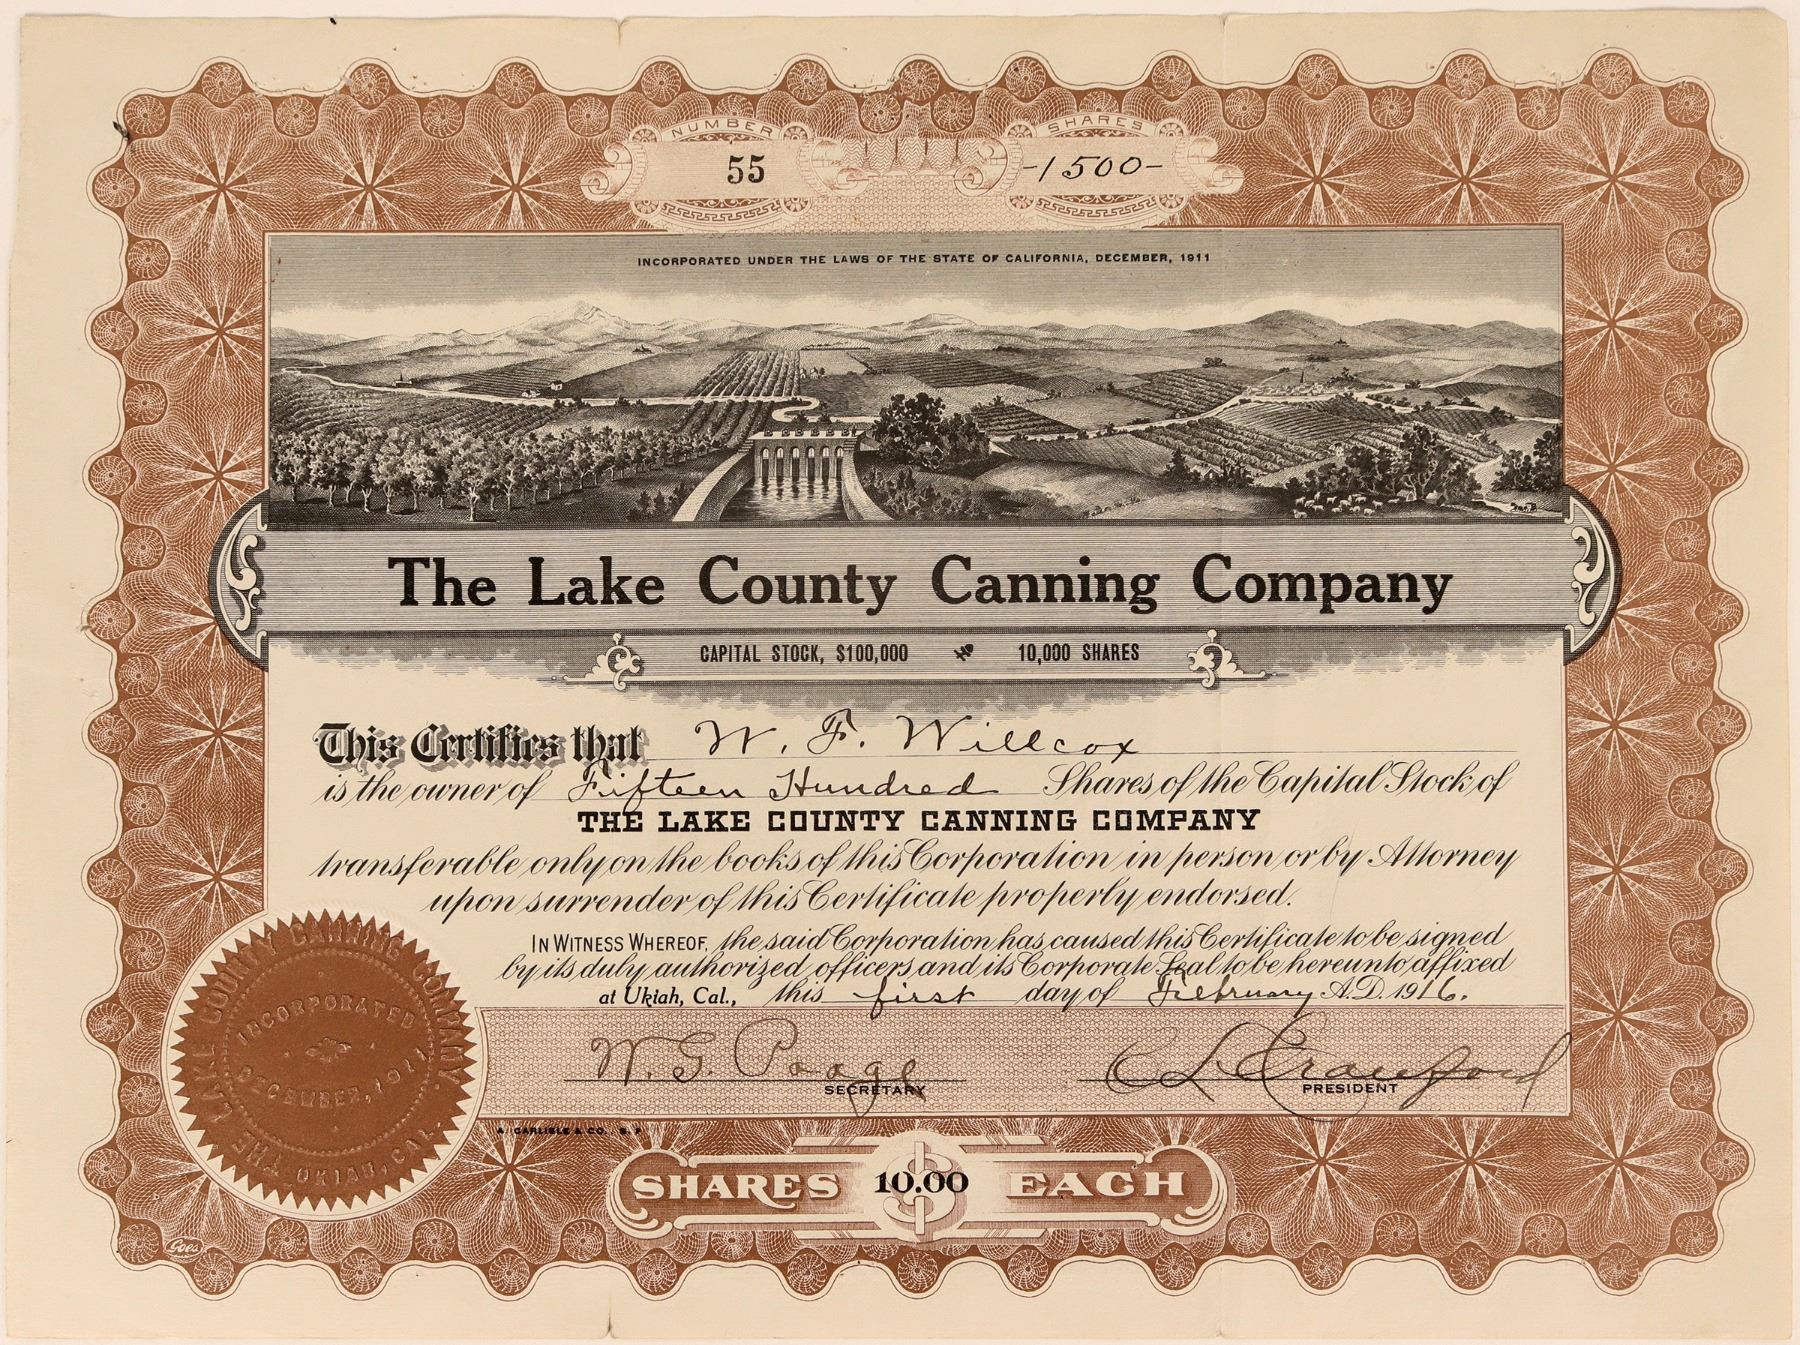 NUMBER
SHARES
55
-1500-
INCORPORATED UNDER THE LAWS OF THE STATE OF CALIFORNIA, DECEMBER, 1911
The Lake County Canning Company
CAPITAL STOCK, $100,000
10,000 SHARES
This Certifies that W. F. Willcox
is the owner of Fifteen Hundred Shares of the Capital Stock of
THE LAKE COUNTY CANNING COMPANY
transferable only on the books of this Corporation in person or by Attorney
upon surrender of this Certificate properly endorsed.
IN WITNESS WHEREOF, the said Corporation has caused this Certificate to be signed
by its duly authorized officers and its Corporate Seal to be hereunto affixed
at Ukiah, Cal., this first day of February A.D. 1916.
W. G. Poage
SECRETARY
C L Crawford
PRESIDENT
THE LAKE COUNTY CANNING COMPANY.
INCORPORATED
DECEMBER, 1911
UKIAH, CAL.
A. CARLISLE & CO., S. F.
SHARES $10.00 EACH
Goes